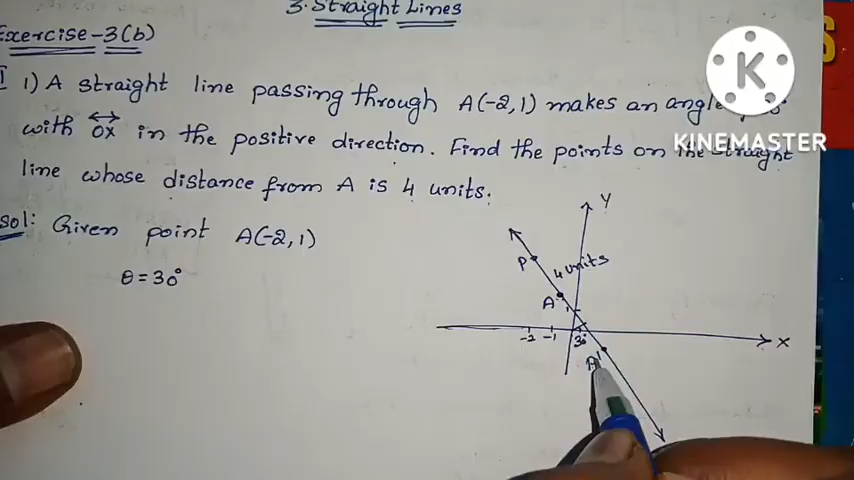 3. Straight Lines
Exercise-3(b)
I 1) A straight line passing through A(-2,1) makes an angle
with OX in the positive direction. Find the points on the straight
line whose distance from A is 4 units.
sol: Given point A(-2,1)
θ=30°
Y
P
4 units
A
1
-2 -1 30
X
A'
K
KINEMASTER
S